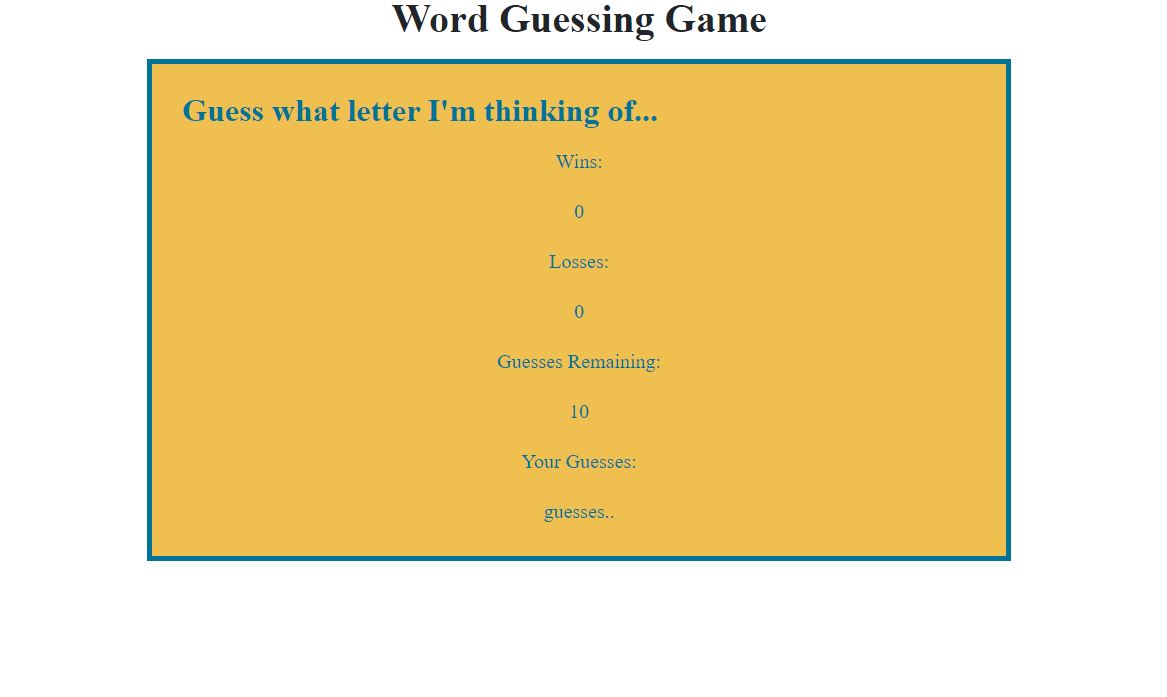 Word Guessing Game
Guess what letter I'm thinking of...
Wins:
0
Losses:
0
Guesses Remaining:
10
Your Guesses:
guesses..